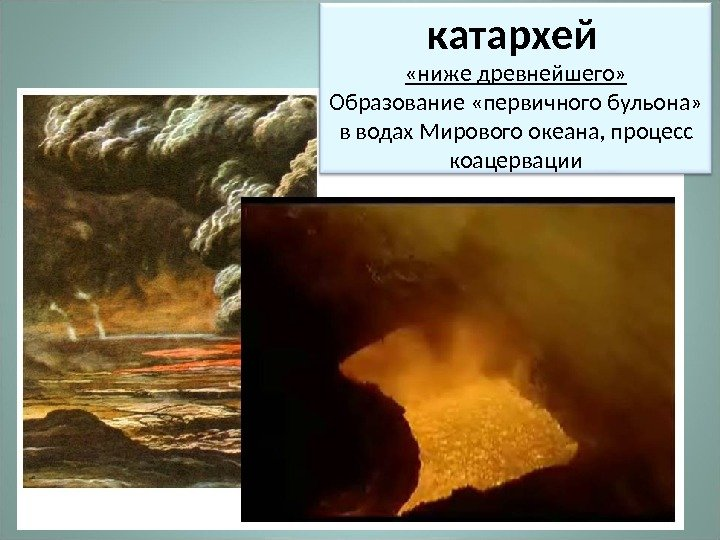 катархей
«ниже древнейшего»
Образование «первичного бульона»
в водах Мирового океана, процесс
коацервации